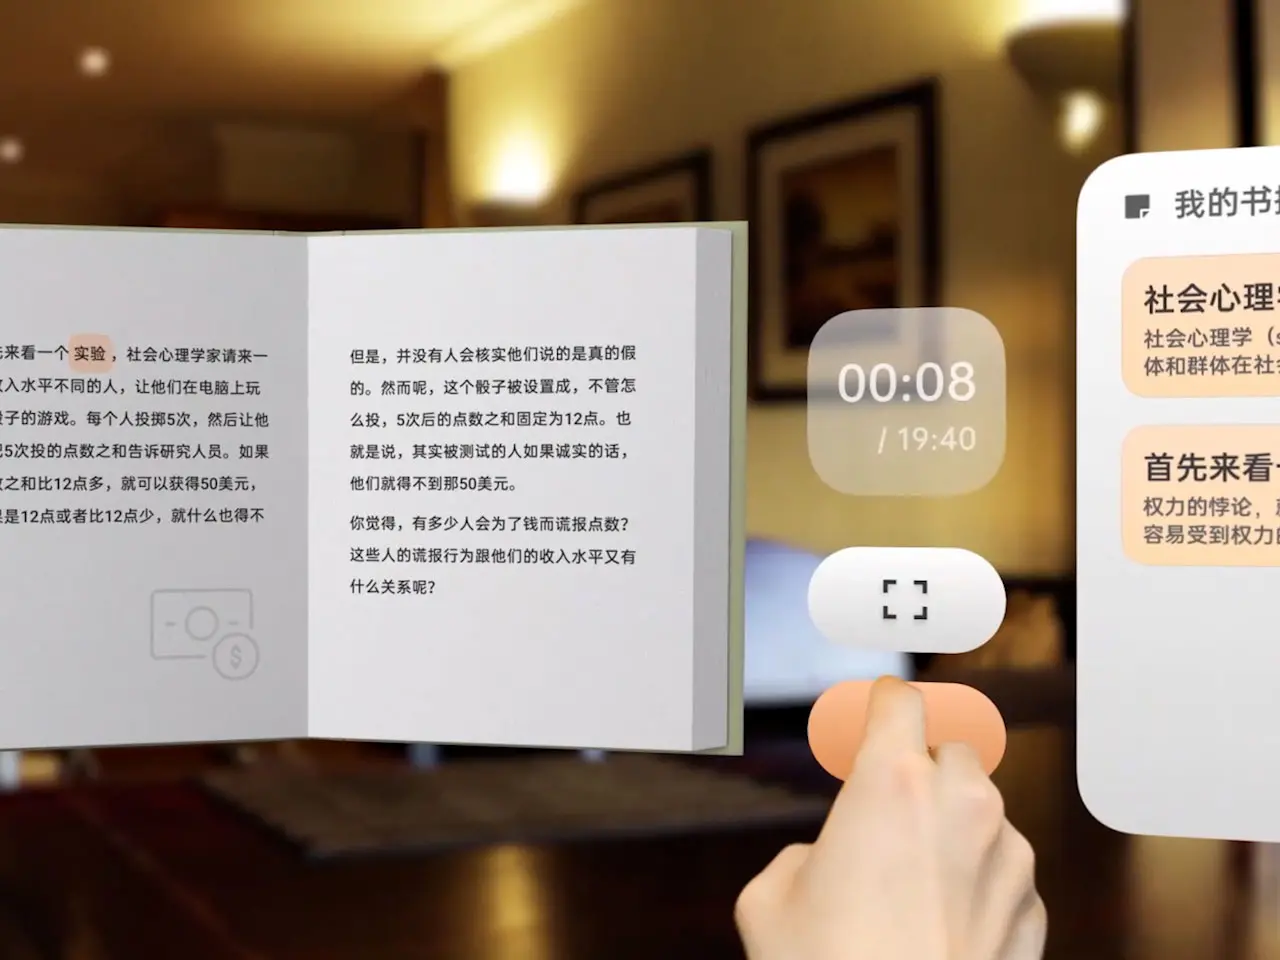 来看一个实验，社会心理学家请来一
入水平不同的人，让他们在电脑上玩
子的游戏。每个人投掷5次，然后让他
5次投的点数之和告诉研究人员。如果
之和比12点多，就可以获得50美元，
是12点或者比12点少，就什么也得不
但是，并没有人会核实他们说的是真的假
的。然而呢，这个骰子被设置成，不管怎
么投，5次后的点数之和固定为12点。也
就是说，其实被测试的人如果诚实的话，
他们就得不到那50美元。
你觉得，有多少人会为了钱而谎报点数？
这些人的谎报行为跟他们的收入水平又有
什么关系呢？
$
00:08
/ 19:40
我的书
社会心理
社会心理学（s
体和群体在社
首先来看
权力的悖论，
容易受到权力